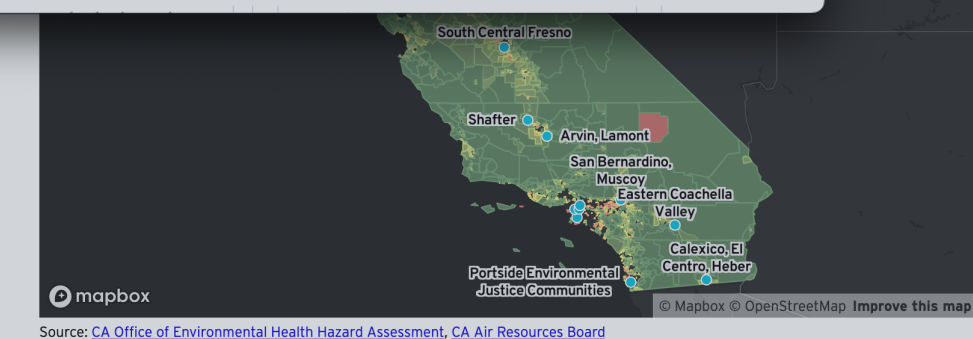 South Central Fresno
Shafter
Arvin, Lamont
San Bernardino,
Muscoy
Eastern Coachella
Valley
Calexico, El
Centro, Heber
Portside Environmental
Justice Communities
mapbox
© Mapbox © OpenStreetMap Improve this map
Source: CA Office of Environmental Health Hazard Assessment, CA Air Resources Board